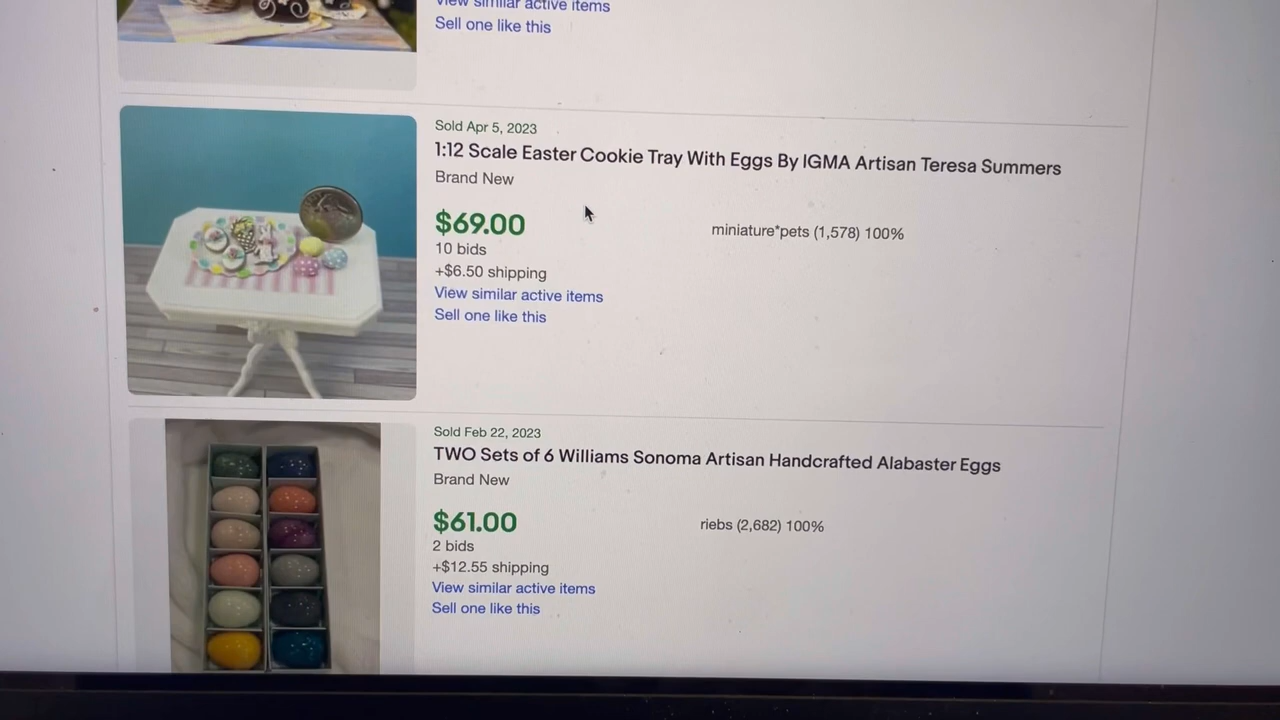 View similar active items
Sell one like this
Sold Apr 5, 2023
1:12 Scale Easter Cookie Tray With Eggs By IGMA Artisan Teresa Summers
Brand New
$69.00
miniature*pets (1,578) 100%
10 bids
+$6.50 shipping
View similar active items
Sell one like this
Sold Feb 22, 2023
TWO Sets of 6 Williams Sonoma Artisan Handcrafted Alabaster Eggs
Brand New
$61.00
riebs (2,682) 100%
2 bids
+$12.55 shipping
View similar active items
Sell one like this